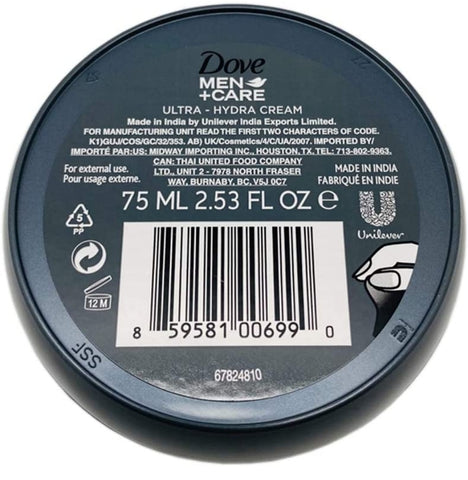 Dove
MEN
+CARE
ULTRA - HYDRA CREAM
Made in India by Unilever India Exports Limited.
FOR MANUFACTURING UNIT READ THE FIRST TWO CHARACTERS OF CODE.
K1)GUJ/COS/GC/32/353. AB) UK/Cosmetics/4/C/UA/2007. IMPORTED BY/
IMPORTÉ PAR:US: MIDWAY IMPORTING INC., HOUSTON, TX, 713-802-9363.
CAN: THAI UNITED FOOD COMPANY
LTD., UNIT 2 - 7978 NORTH FRASER
WAY, BURNABY, BC, V5J 0C7
For external use.
Pour usage externe.
MADE IN INDIA
FABRIQUÉ EN INDIE
75 ML 2.53 FL OZ e
5
PP
Unilever
12 M
8 59581 00699 0
SSF
67824810